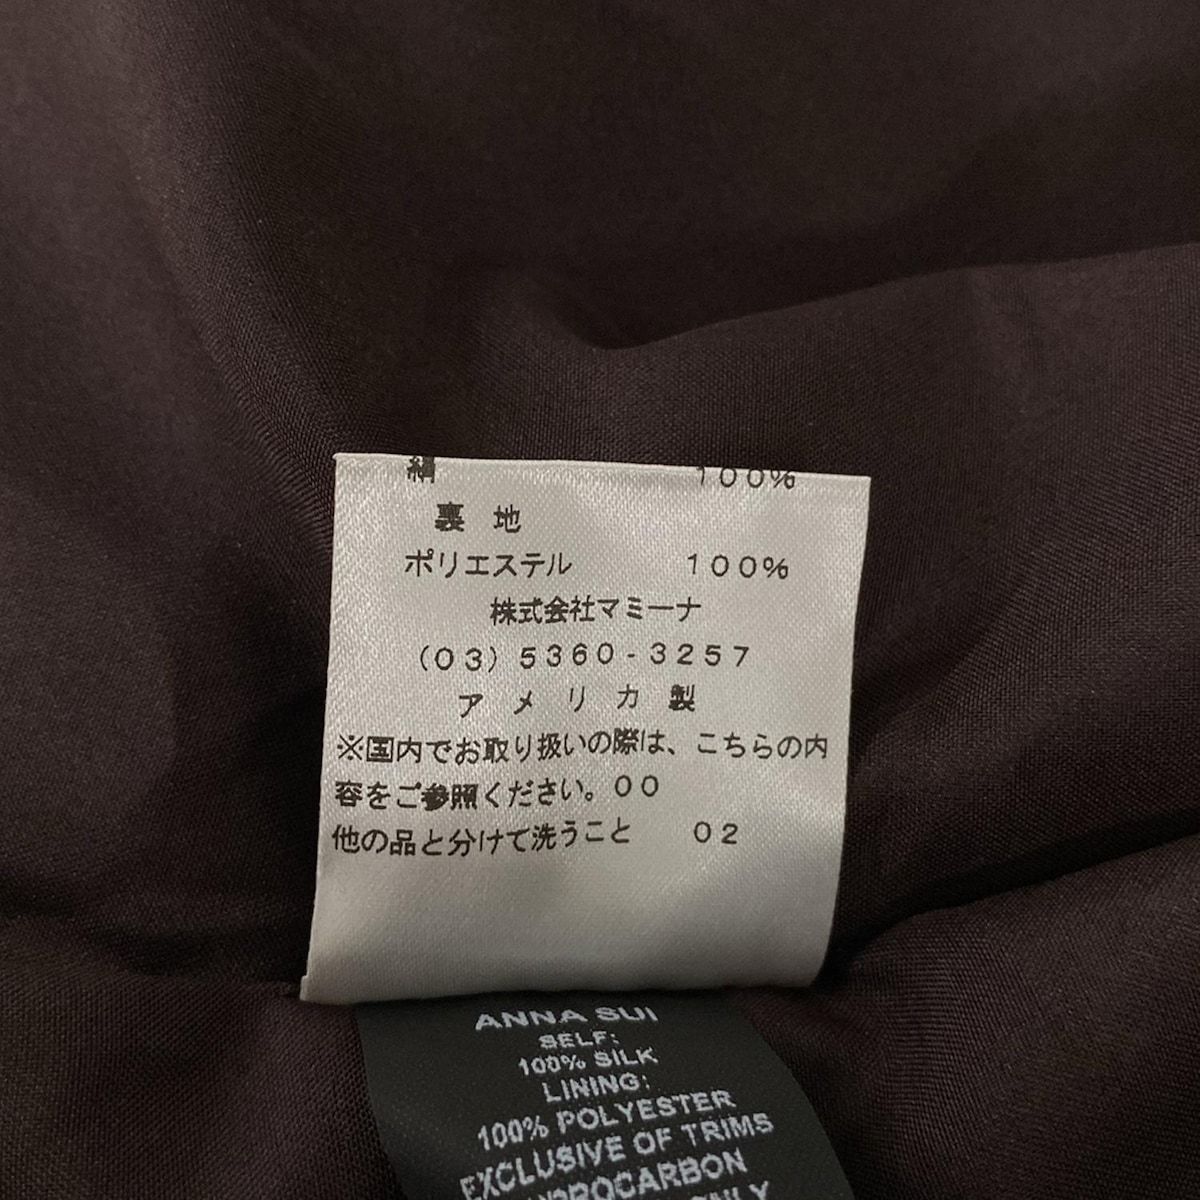 絹 100%
裏地
ポリエステル 100%
株式会社マミーナ
(03)5360-3257
アメリカ製
※国内でお取り扱いの際は、こちらの内
容をご参照ください。00
他の品と分けて洗うこと 02
ANNA SUI
SELF:
100% SILK
LINING:
100% POLYESTER
EXCLUSIVE OF TRIMS